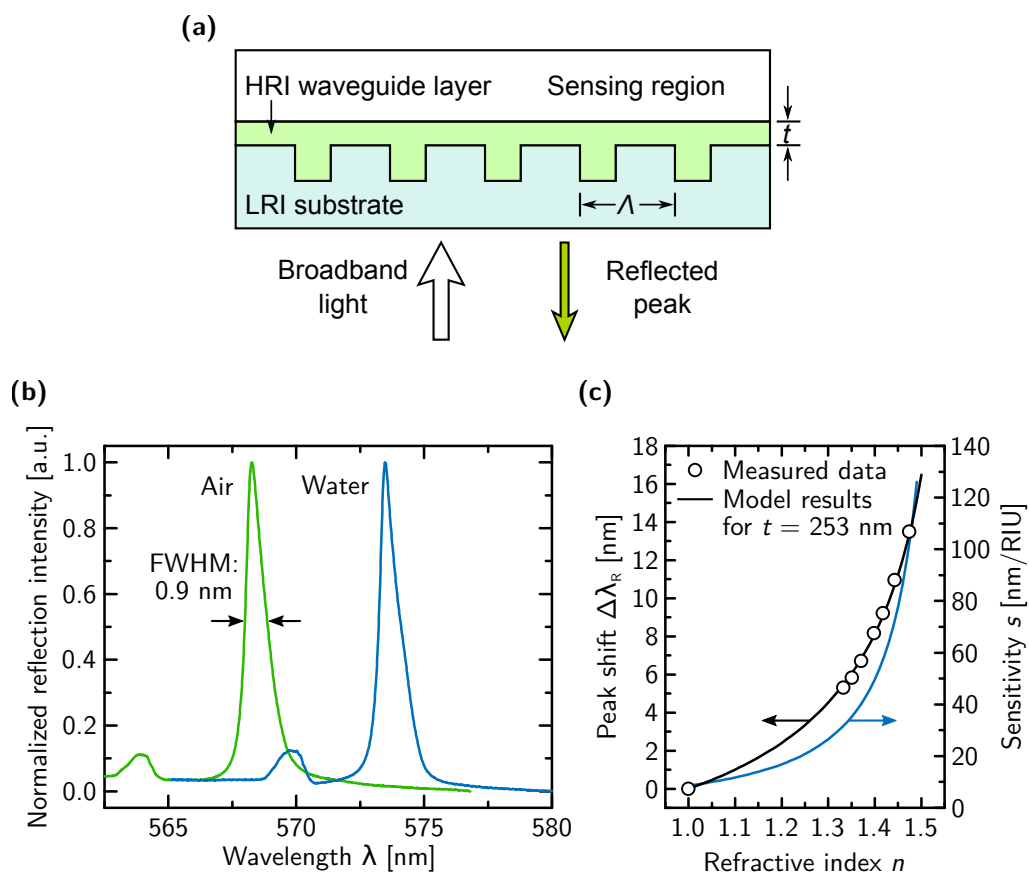 (a)
HRI waveguide layer Sensing region
t
LRI substrate Λ
Broadband
light
Reflected
peak
(b)
Normalized reflection intensity [a.u.]
1.0
0.8
0.6
0.4
0.2
0.0
Air
Water
FWHM:
0.9 nm
565 570 575 580
Wavelength λ [nm]
(c)
Peak shift Δλ_R [nm]
18
16
14
12
10
8
6
4
2
0
Measured data
Model results
for t = 253 nm
140
120
100
80
60
40
20
0
Sensitivity s [nm/RIU]
1.0 1.1 1.2 1.3 1.4 1.5
Refractive index n